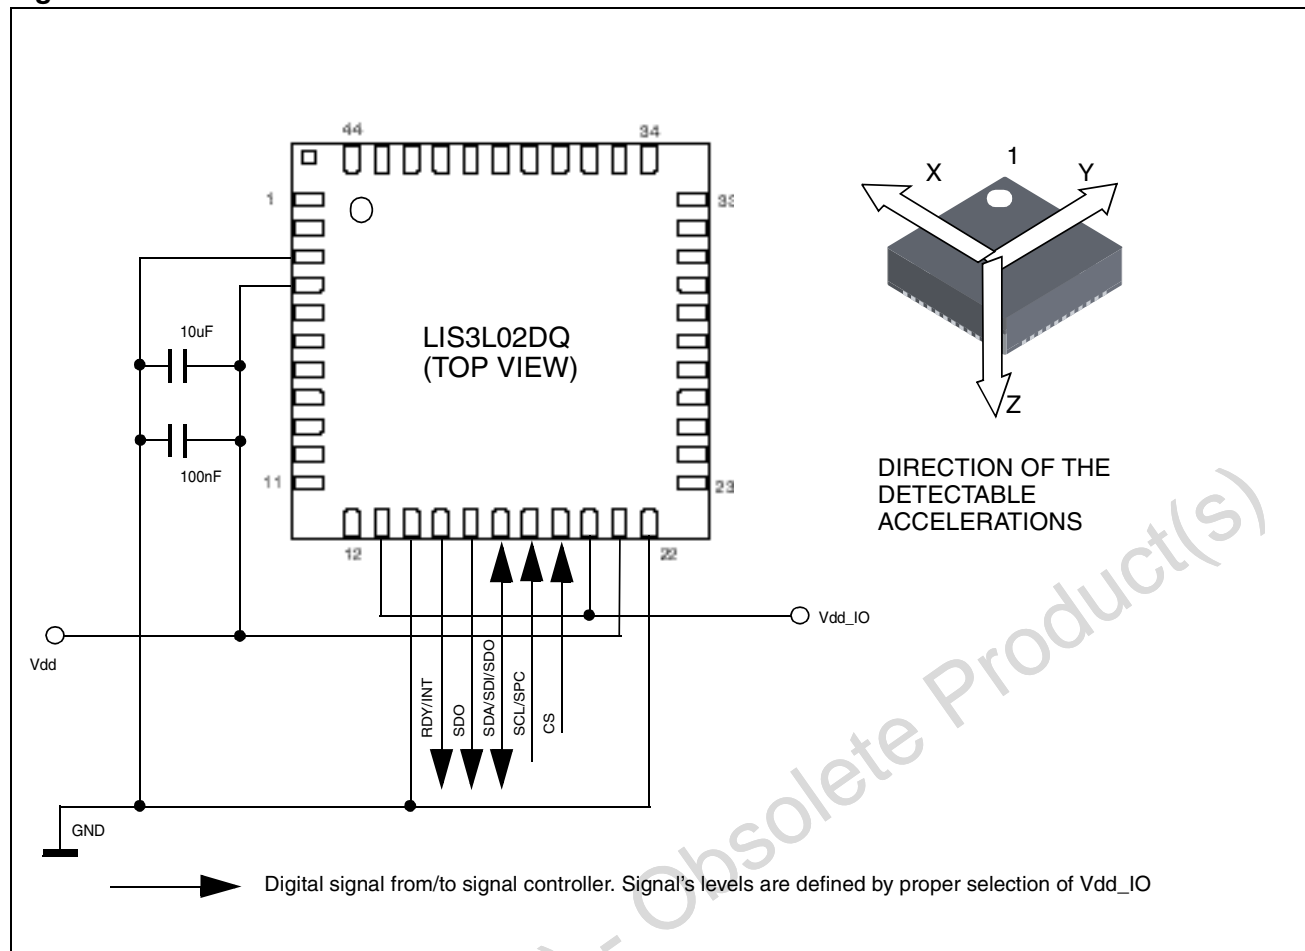 44
34
1
33
X
1
Y
10uF
LIS3L02DQ
(TOP VIEW)
Z
100nF
11
23
DIRECTION OF THE
DETECTABLE
ACCELERATIONS
12
22
Vdd_IO
Vdd
RDY/INT
SDO
SDA/SDI/SDO
SCL/SPC
CS
GND
Digital signal from/to signal controller. Signal's levels are defined by proper selection of Vdd_IO
) - Obsolete Product(s)